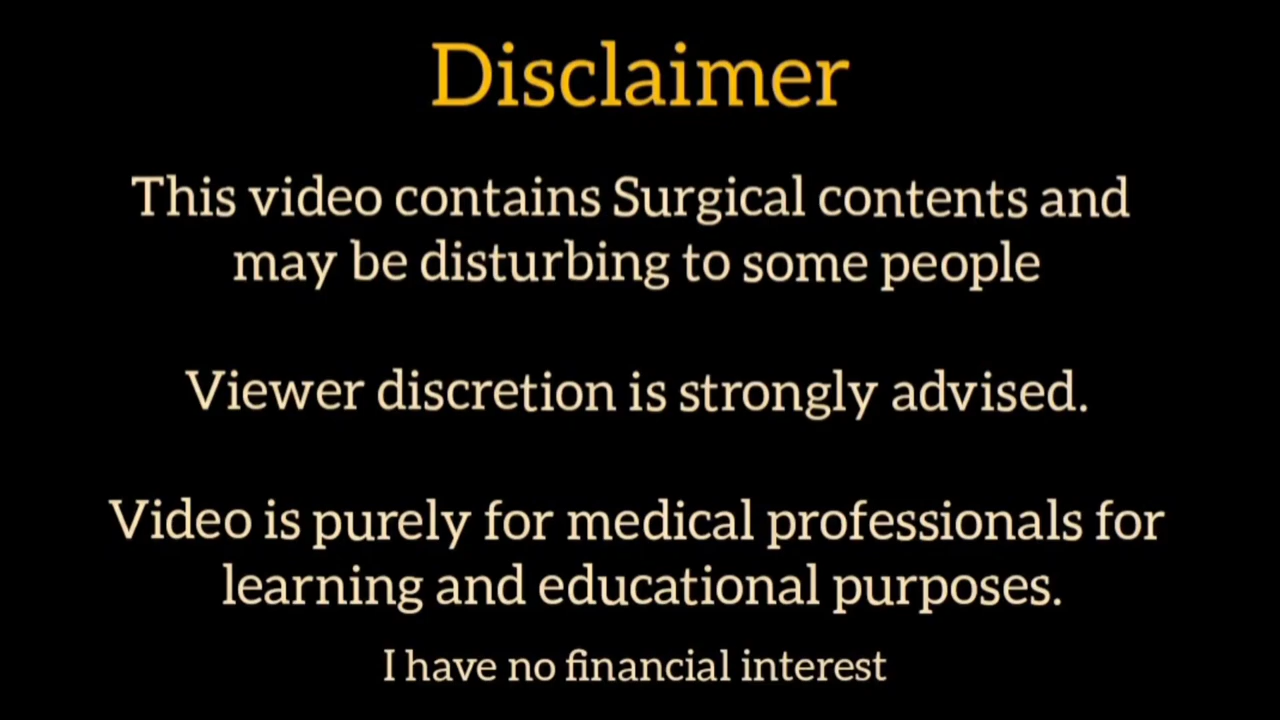 Disclaimer
This video contains Surgical contents and
may be disturbing to some people
Viewer discretion is strongly advised.
Video is purely for medical professionals for
learning and educational purposes.
I have no financial interest